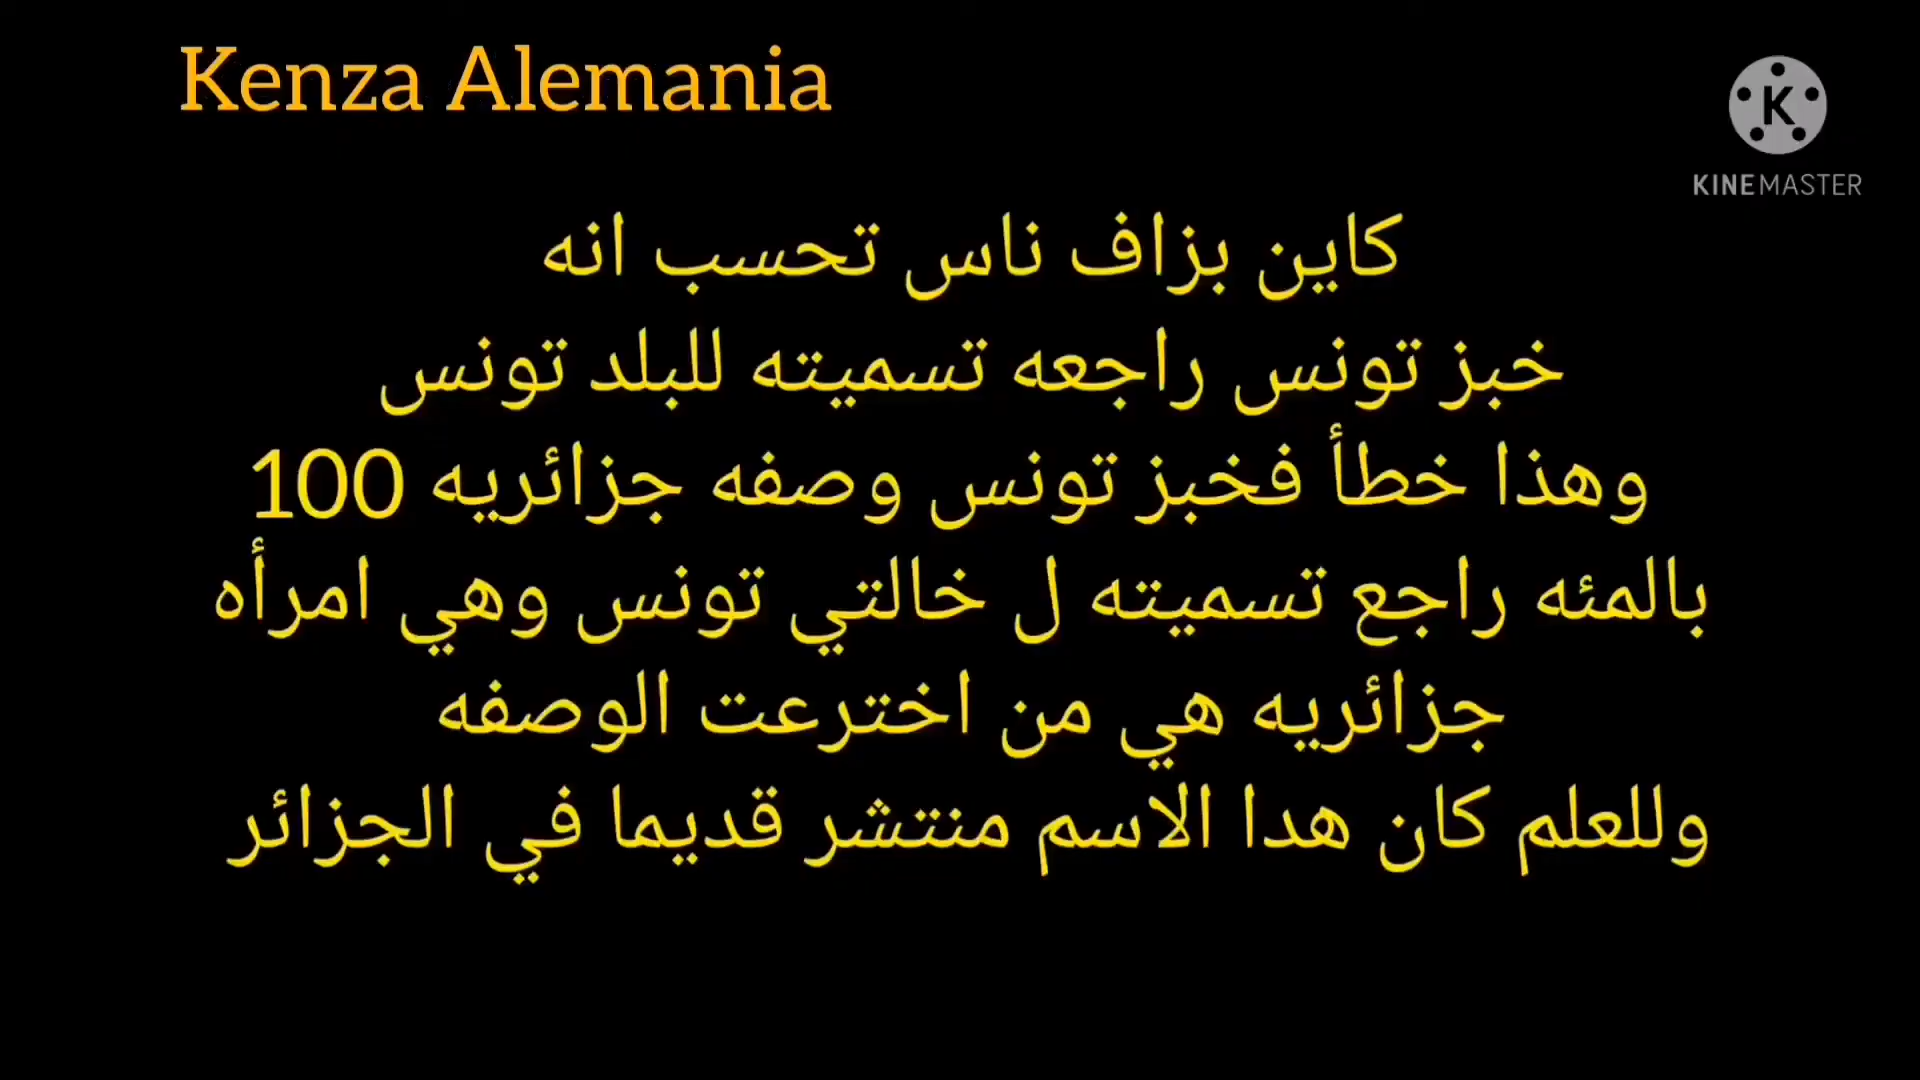 Kenza Alemania
KINEMASTER
كاين بزاف ناس تحسب انه
خبز تونس راجعه تسميته للبلد تونس
وهذا خطأ فخبز تونس وصفه جزائريه 100
بالمئه راجع تسميته ل خالتي تونس وهي امرأه
جزائريه هي من اخترعت الوصفه
وللعلم كان هدا الاسم منتشر قديما في الجزائر